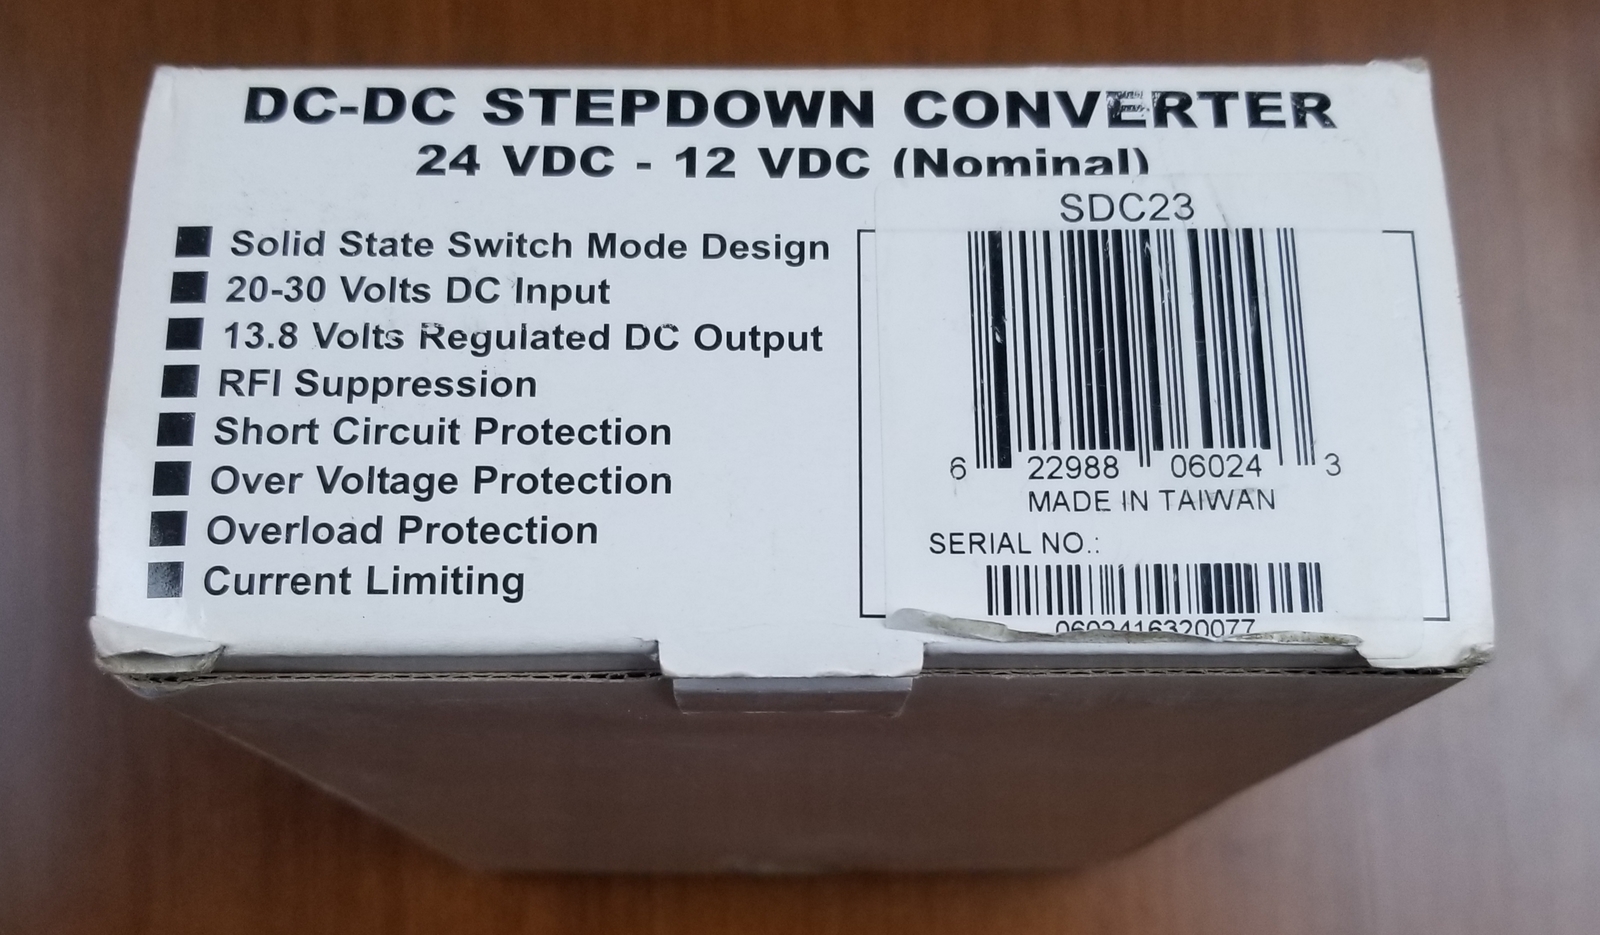 DC-DC STEPDOWN CONVERTER
24 VDC - 12 VDC (Nominal)
Solid State Switch Mode Design
20-30 Volts DC Input
13.8 Volts Regulated DC Output
RFI Suppression
Short Circuit Protection
Over Voltage Protection
Overload Protection
Current Limiting
SDC23
6 22988 06024 3
MADE IN TAIWAN
SERIAL NO.:
0603416320077